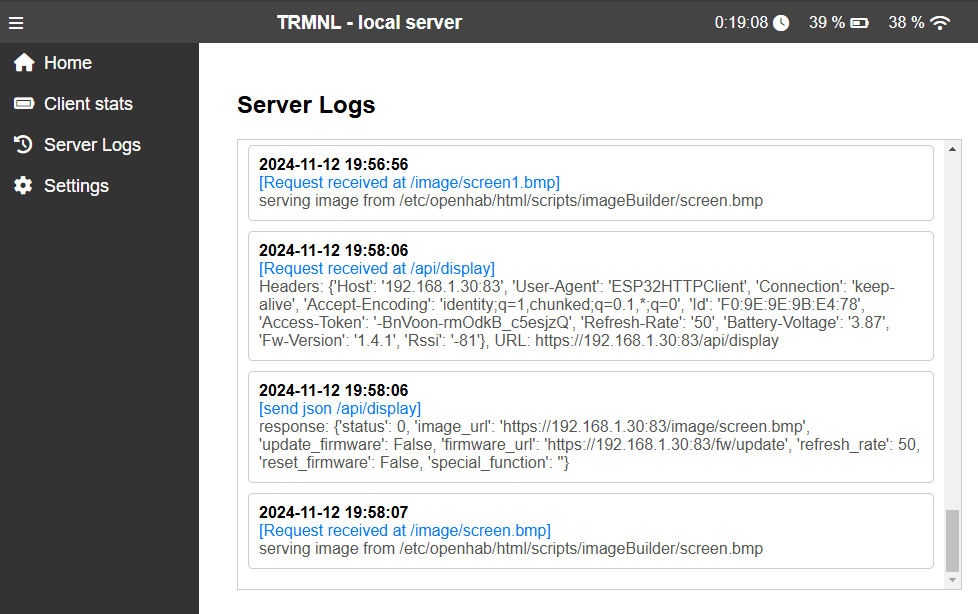 TRMNL - local server
0:19:08
39 %
38 %
Home
Client stats
Server Logs
Settings
Server Logs
2024-11-12 19:56:56
[Request received at /image/screen1.bmp]
serving image from /etc/openhab/html/scripts/imageBuilder/screen.bmp
2024-11-12 19:58:06
[Request received at /api/display]
Headers: {'Host': '192.168.1.30:83', 'User-Agent': 'ESP32HTTPClient', 'Connection': 'keep-
alive', 'Accept-Encoding': 'identity;q=1,chunked;q=0.1,*;q=0', 'Id': 'F0:9E:9E:9B:E4:78',
'Access-Token': '-BnVoon-rmOdkB_c5esjzQ', 'Refresh-Rate': '50', 'Battery-Voltage': '3.87',
'Fw-Version': '1.4.1', 'Rssi': '-81'}, URL: https://192.168.1.30:83/api/display
2024-11-12 19:58:06
[send json /api/display]
response: {'status': 0, 'image_url': 'https://192.168.1.30:83/image/screen.bmp',
'update_firmware': False, 'firmware_url': 'https://192.168.1.30:83/fw/update', 'refresh_rate': 50,
'reset_firmware': False, 'special_function': ''}
2024-11-12 19:58:07
[Request received at /image/screen.bmp]
serving image from /etc/openhab/html/scripts/imageBuilder/screen.bmp